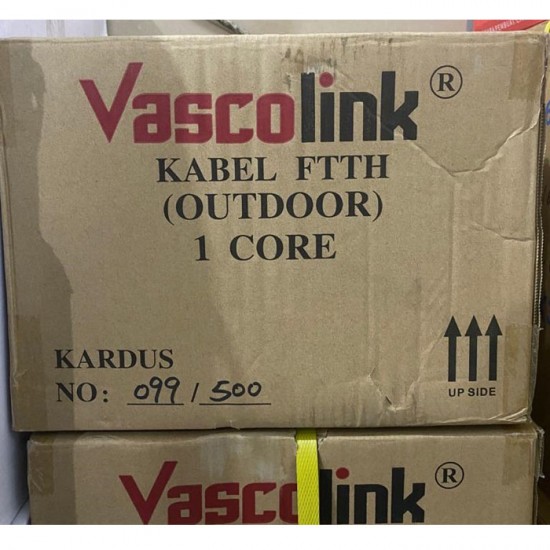 Vascolink ®
KABEL FTTH
(OUTDOOR)
1 CORE
KARDUS
NO: 099 / 500
UP SIDE
Vascolink ®